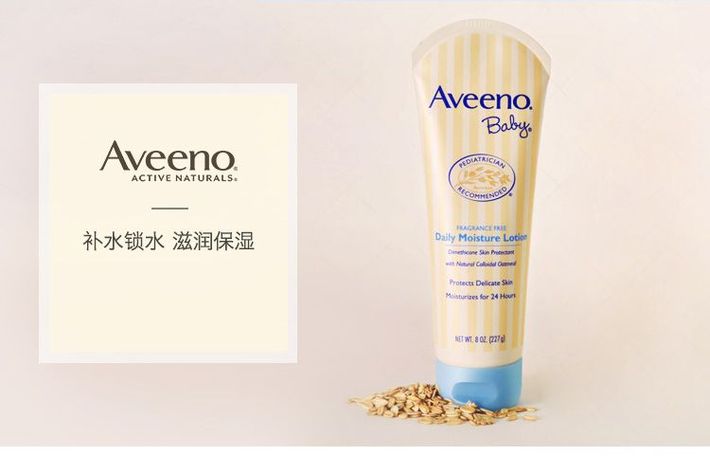 Aveeno®
ACTIVE NATURALS®
补水锁水 滋润保湿
Aveeno®
Baby®
PEDIATRICIAN
RECOMMENDED®
FRAGRANCE FREE
Daily Moisture Lotion
Dimethicone Skin Protectant
with Natural Colloidal Oatmeal
Protects Delicate Skin
Moisturizes for 24 Hours
NET WT. 8 OZ. (227g)